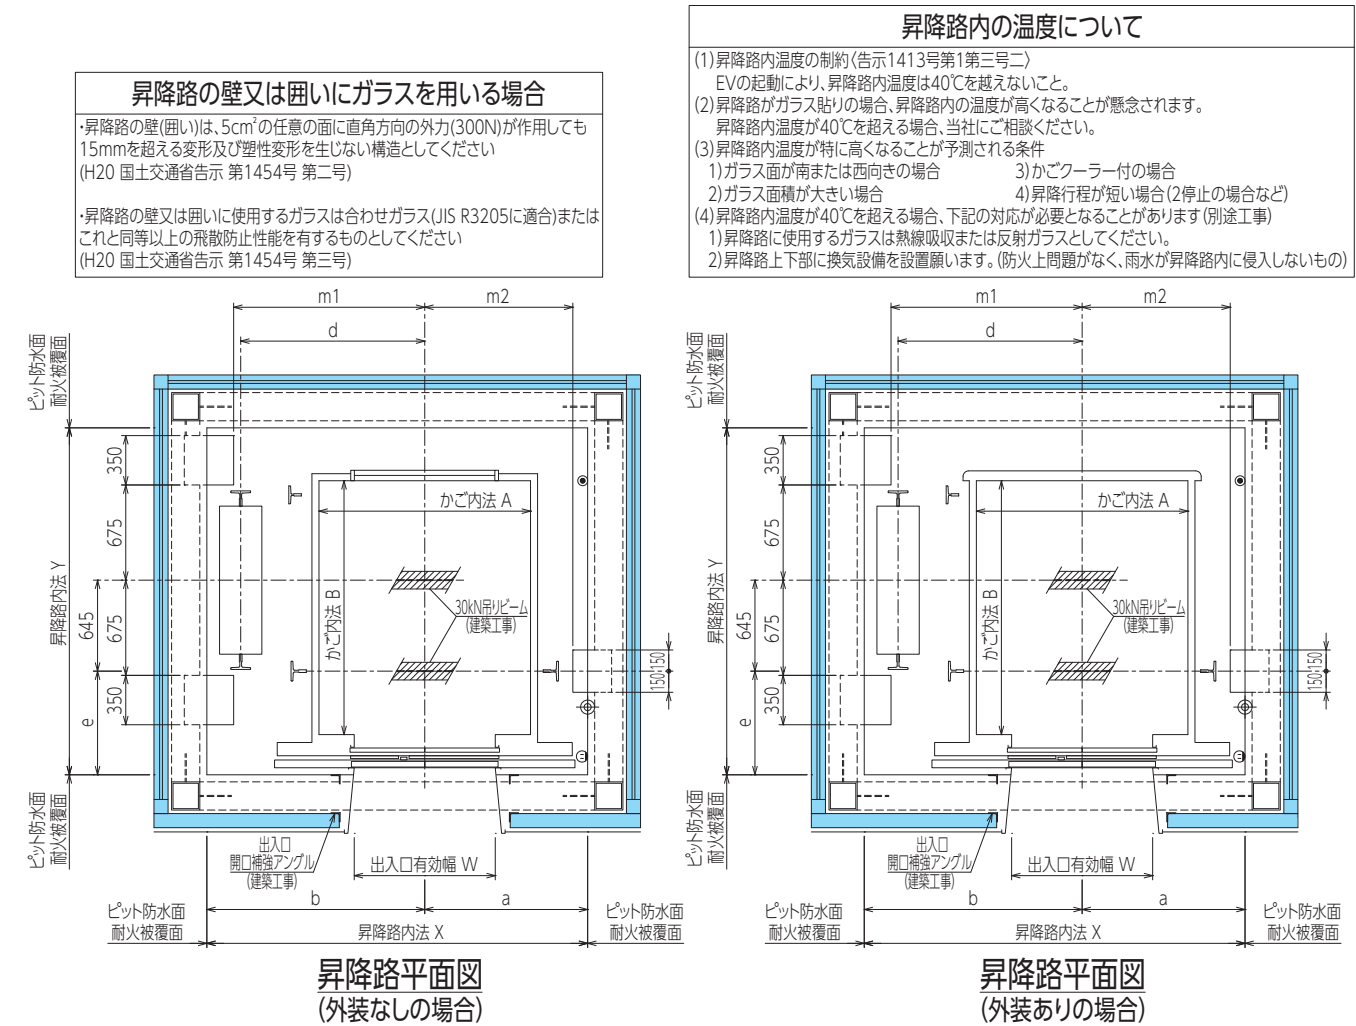 昇降路の壁又は囲いにガラスを用いる場合
・昇降路の壁(囲い)は、5cm²の任意の面に直角方向の外力(300N)が作用しても
15mmを超える変形及び塑性変形を生じない構造としてください
(H20 国土交通省告示 第1454号 第二号)
・昇降路の壁又は囲いに使用するガラスは合わせガラス(JIS R3205に適合)または
これと同等以上の飛散防止性能を有するものとしてください
(H20 国土交通省告示 第1454号 第三号)
昇降路内の温度について
(1)昇降路内温度の制約〈告示1413号第1第三号ニ〉
EVの起動により、昇降路内温度は40℃を越えないこと。
(2)昇降路がガラス貼りの場合、昇降路内の温度が高くなることが懸念されます。
昇降路内温度が40℃を超える場合、当社にご相談ください。
(3)昇降路内温度が特に高くなることが予測される条件
1)ガラス面が南または西向きの場合 3)かごクーラー付の場合
2)ガラス面積が大きい場合 4)昇降行程が短い場合(2停止の場合など)
(4)昇降路内温度が40℃を超える場合、下記の対応が必要となることがあります(別途工事)
1)昇降路に使用するガラスは熱線吸収または反射ガラスとしてください。
2)昇降路上下部に換気設備を設置願います。(防火上問題がなく、雨水が昇降路内に侵入しないもの)
m1 m2
d
ピット防水面
耐火被覆面
350
675
昇降路内法 Y
645
675
350
e
かご内法 A
かご内法 B
30kN吊りビーム
(建築工事)
150 150
ピット防水面
耐火被覆面
出入口
開口補強アングル
(建築工事)
出入口有効幅 W
b a
ピット防水面
耐火被覆面
昇降路内法 X
ピット防水面
耐火被覆面
昇降路平面図
(外装なしの場合)
m1 m2
d
ピット防水面
耐火被覆面
350
675
昇降路内法 Y
645
675
350
e
かご内法 A
かご内法 B
30kN吊りビーム
(建築工事)
150 150
ピット防水面
耐火被覆面
出入口
開口補強アングル
(建築工事)
出入口有効幅 W
b a
ピット防水面
耐火被覆面
昇降路内法 X
ピット防水面
耐火被覆面
昇降路平面図
(外装ありの場合)